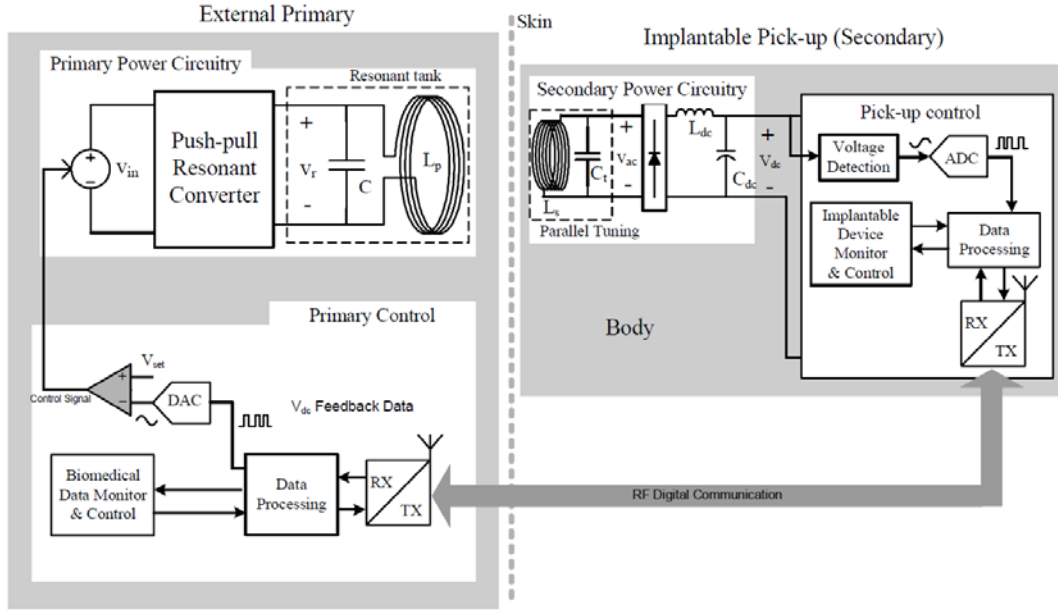 External Primary
Skin
Implantable Pick-up (Secondary)
Primary Power Circuitry
Resonant tank
+
Vin
-
Push-pull
Resonant
Converter
+
Vr
-
C
Lp
Secondary Power Circuitry
Ls
Ct
+
Vac
-
Ldc
Cdc
+
Vdc
-
Parallel Tuning
Pick-up control
Voltage
Detection
ADC
Implantable
Device
Monitor
& Control
Data
Processing
RX
TX
Body
Primary Control
Vset
+
-
Control Signal
DAC
Vdc Feedback Data
Biomedical
Data Monitor
& Control
Data
Processing
RX
TX
RF Digital Communication